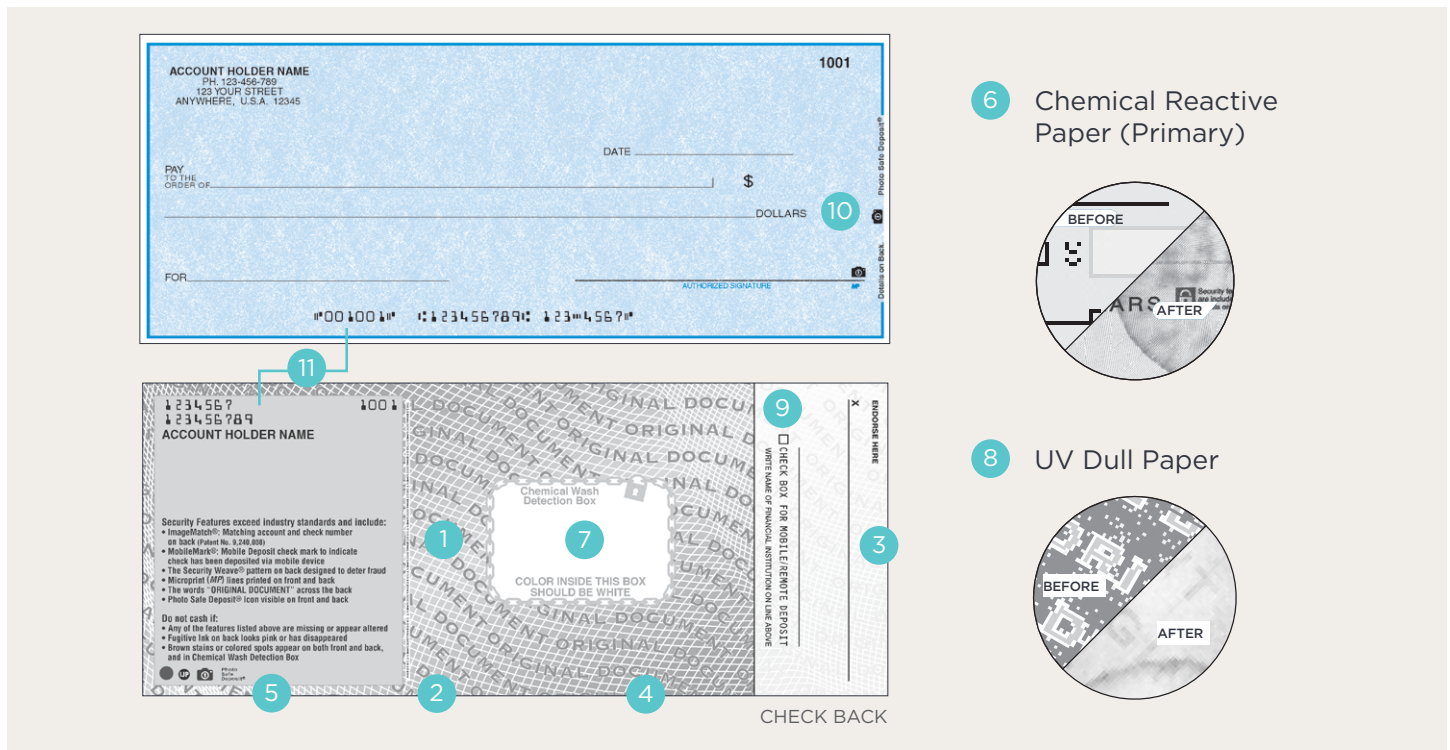 ACCOUNT HOLDER NAME
PH. 123-456-789
123 YOUR STREET
ANYWHERE, U.S.A. 12345
1001
DATE
PAY
TO THE
ORDER OF
$
DOLLARS
10
FOR
AUTHORIZED SIGNATURE
MP
Photo Safe Deposit®
Details on Back.
⑈001001⑈ ⑆123456789⑆ 123⑉4567⑈
11
1234567 1001
123456789
ACCOUNT HOLDER NAME
Security Features exceed industry standards and include:
• ImageMatch®: Matching account and check number
on back (Patent No. 9,240,808)
• MobileMark®: Mobile Deposit check mark to indicate
check has been deposited via mobile device
• The Security Weave® pattern on back designed to deter fraud
• Microprint (MP) lines printed on front and back
• The words "ORIGINAL DOCUMENT" across the back
• Photo Safe Deposit® Icon visible on front and back
Do not cash if:
• Any of the features listed above are missing or appear altered
• Fugitive Ink on back looks pink or has disappeared
• Brown stains or colored spots appear on both front and back,
and in Chemical Wash Detection Box
MP
Photo
Safe
Deposit®
5
1
2
4
ORIGINAL DOCUMENT
Chemical Wash
Detection Box
7
COLOR INSIDE THIS BOX
SHOULD BE WHITE
9
CHECK BOX FOR MOBILE/REMOTE DEPOSIT
WRITE NAME OF FINANCIAL INSTITUTION ON LINE ABOVE
X
ENDORSE HERE
3
CHECK BACK
6
Chemical Reactive
Paper (Primary)
BEFORE
ARS
Security
are include
AFTER
8
UV Dull Paper
BEFORE
AFTER